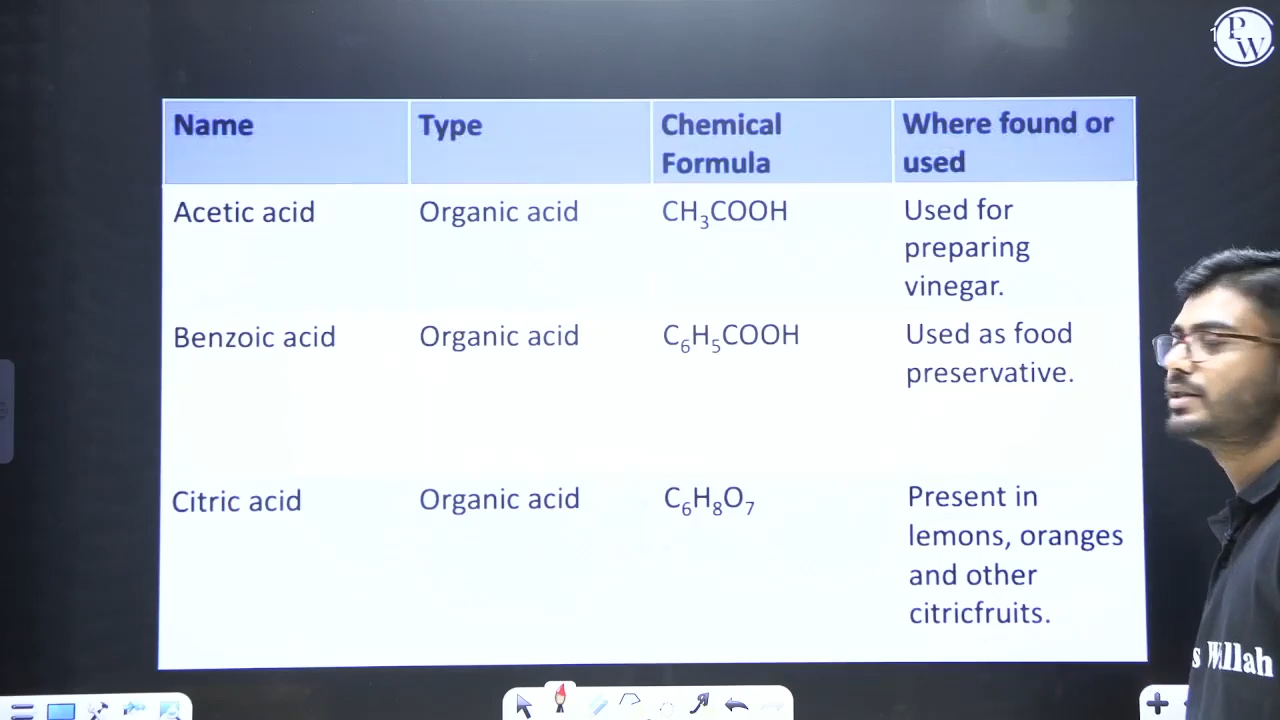 PW
Name Type Chemical Formula Where found or used
Acetic acid Organic acid CH₃COOH Used for preparing vinegar.
Benzoic acid Organic acid C₆H₅COOH Used as food preservative.
Citric acid Organic acid C₆H₈O₇ Present in lemons, oranges and other citricfruits.
s Wallah